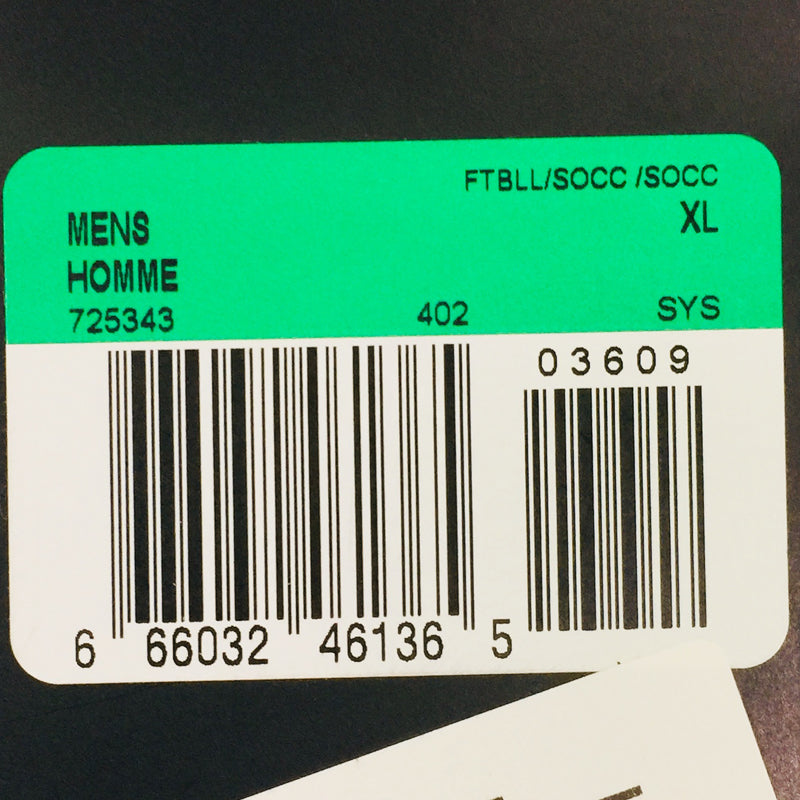 FTBLL/SOCC /SOCC
MENS XL
HOMME
725343 402 SYS
03609
6 66032 46136 5